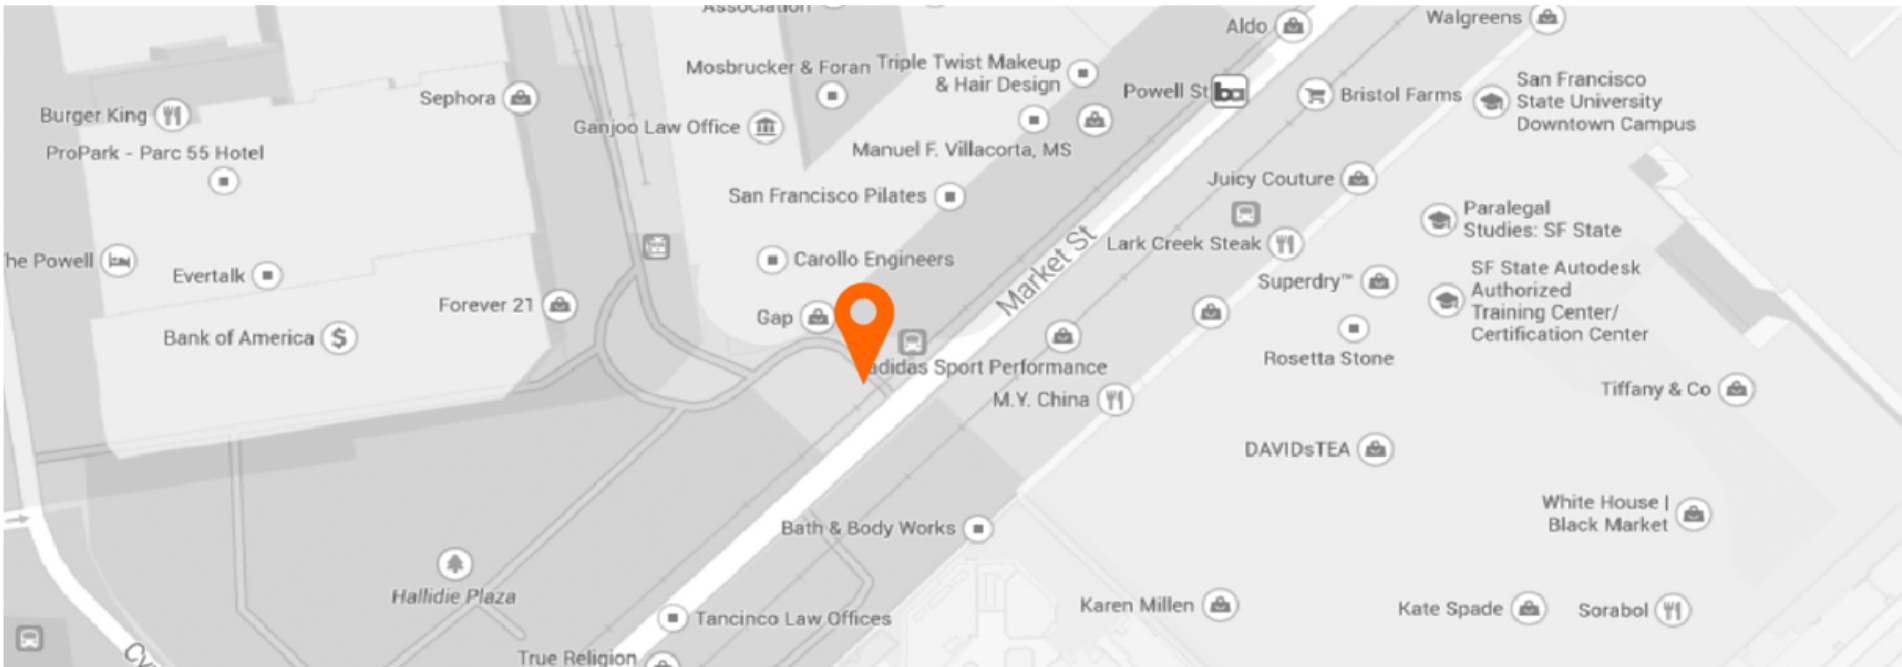 Association
Aldo
Walgreens
Mosbrucker & Foran
Triple Twist Makeup
& Hair Design
Sephora
Burger King
Powell St
Bristol Farms
San Francisco
State University
Downtown Campus
Ganjoo Law Office
ProPark - Parc 55 Hotel
Manuel F. Villacorta, MS
Juicy Couture
San Francisco Pilates
Paralegal
Studies: SF State
Market St
Lark Creek Steak
he Powell
Evertalk
Carollo Engineers
Superdry™
SF State Autodesk
Authorized
Training Center/
Certification Center
Forever 21
Gap
Bank of America
adidas Sport Performance
Rosetta Stone
M.Y. China
Tiffany & Co
DAVIDsTEA
White House |
Black Market
Bath & Body Works
Hallidie Plaza
Karen Millen
Kate Spade
Sorabol
Tancinco Law Offices
True Religion